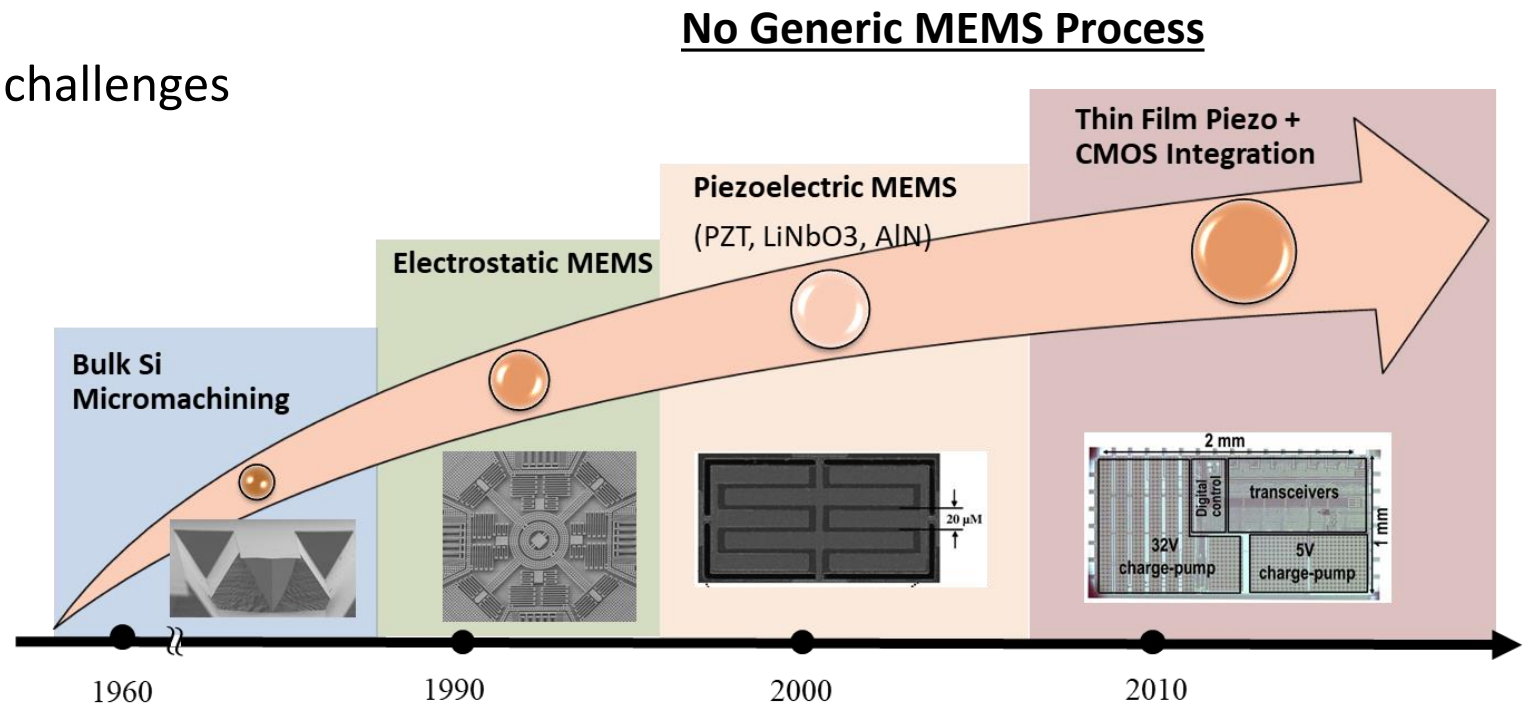 No Generic MEMS Process
challenges
Thin Film Piezo +
CMOS Integration
Piezoelectric MEMS
(PZT, LiNbO3, AlN)
Electrostatic MEMS
Bulk Si
Micromachining
20 µM
2 mm
Digital
control
transceivers
1 mm
32V
charge-pump
5V
charge-pump
1960
1990
2000
2010